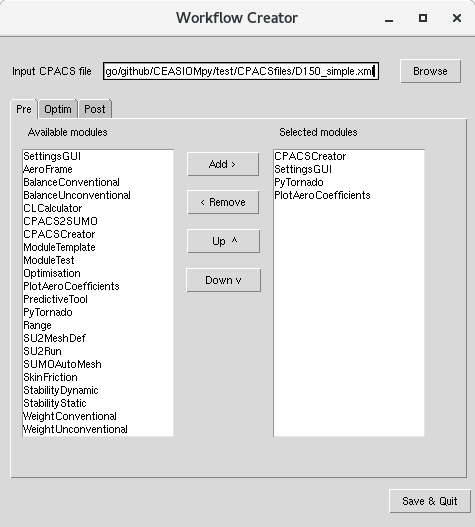 Workflow Creator
Input CPACS file go/github/CEASIOMpy/test/CPACSfiles/D150_simple.xml Browse
Pre Optim Post
Available modules
SettingsGUI
AeroFrame
BalanceConventional
BalanceUnconventional
CLCalculator
CPACS2SUMO
CPACSCreator
ModuleTemplate
ModuleTest
Optimisation
PlotAeroCoefficients
PredictiveTool
PyTornado
Range
SU2MeshDef
SU2Run
SUMOAutoMesh
SkinFriction
StabilityDynamic
StabilityStatic
WeightConventional
WeightUnconventional
Add >
< Remove
Up ^
Down v
Selected modules
CPACSCreator
SettingsGUI
PyTornado
PlotAeroCoefficients
Save & Quit